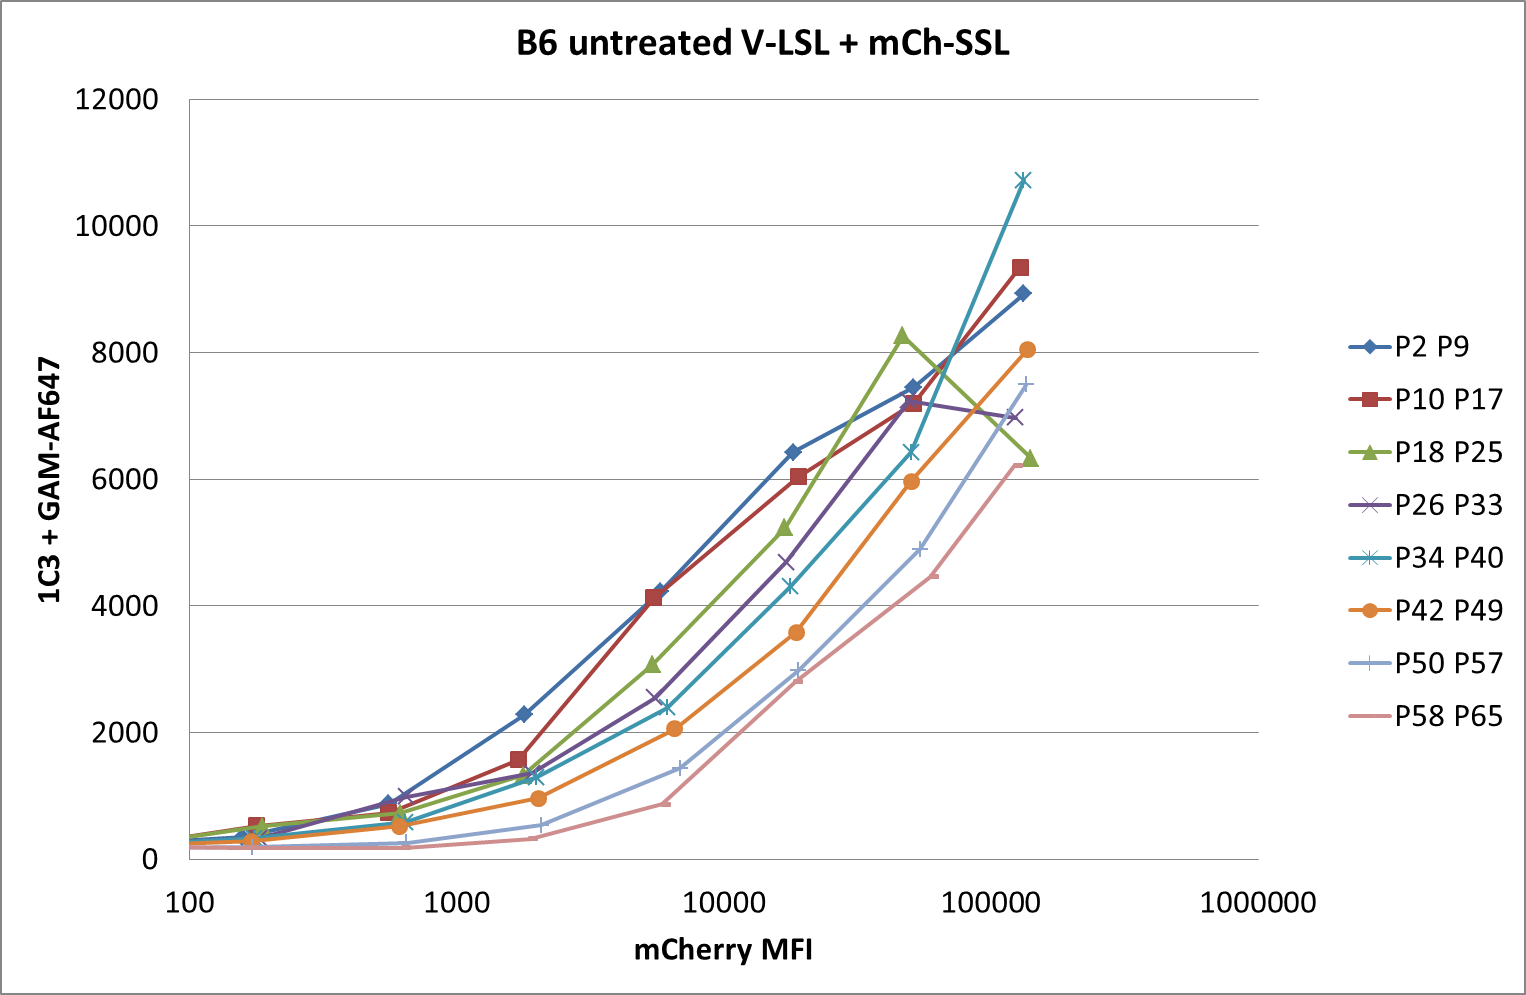 B6 untreated V-LSL + mCh-SSL
12000
10000
8000
6000
4000
2000
0
1C3 + GAM-AF647
100 1000 10000 100000 1000000
mCherry MFI
P2 P9
P10 P17
P18 P25
P26 P33
P34 P40
P42 P49
P50 P57
P58 P65